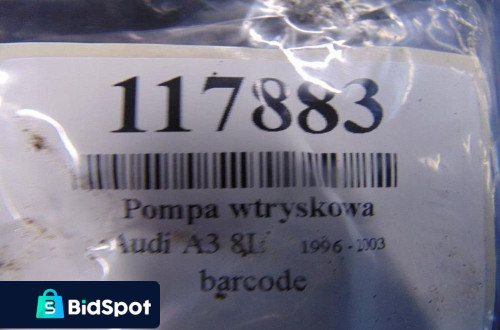 117883
Pompa wtryskowa
Audi A3 8L 1996 - 2003
barcode
BidSpot